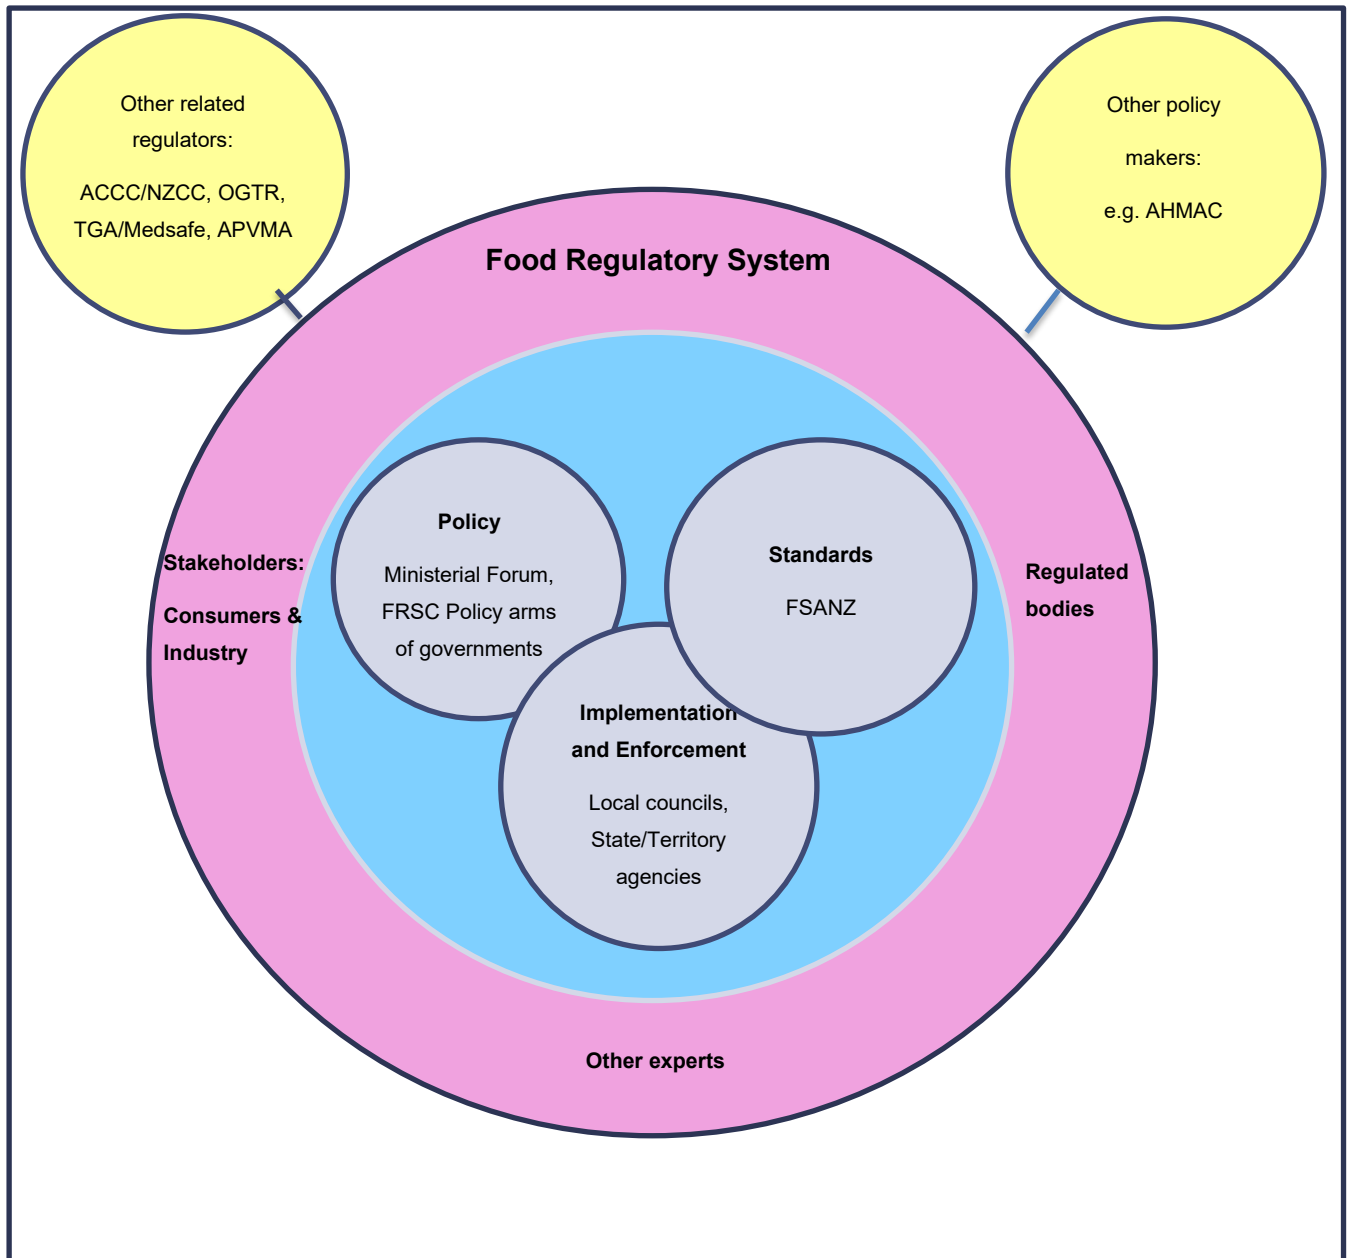 Other related
regulators:
ACCC/NZCC, OGTR,
TGA/Medsafe, APVMA
Other policy
makers:
e.g. AHMAC
Food Regulatory System
Policy
Ministerial Forum,
FRSC Policy arms
of governments
Standards
FSANZ
Stakeholders:
Consumers &
Industry
Regulated
bodies
Implementation
and Enforcement
Local councils,
State/Territory
agencies
Other experts